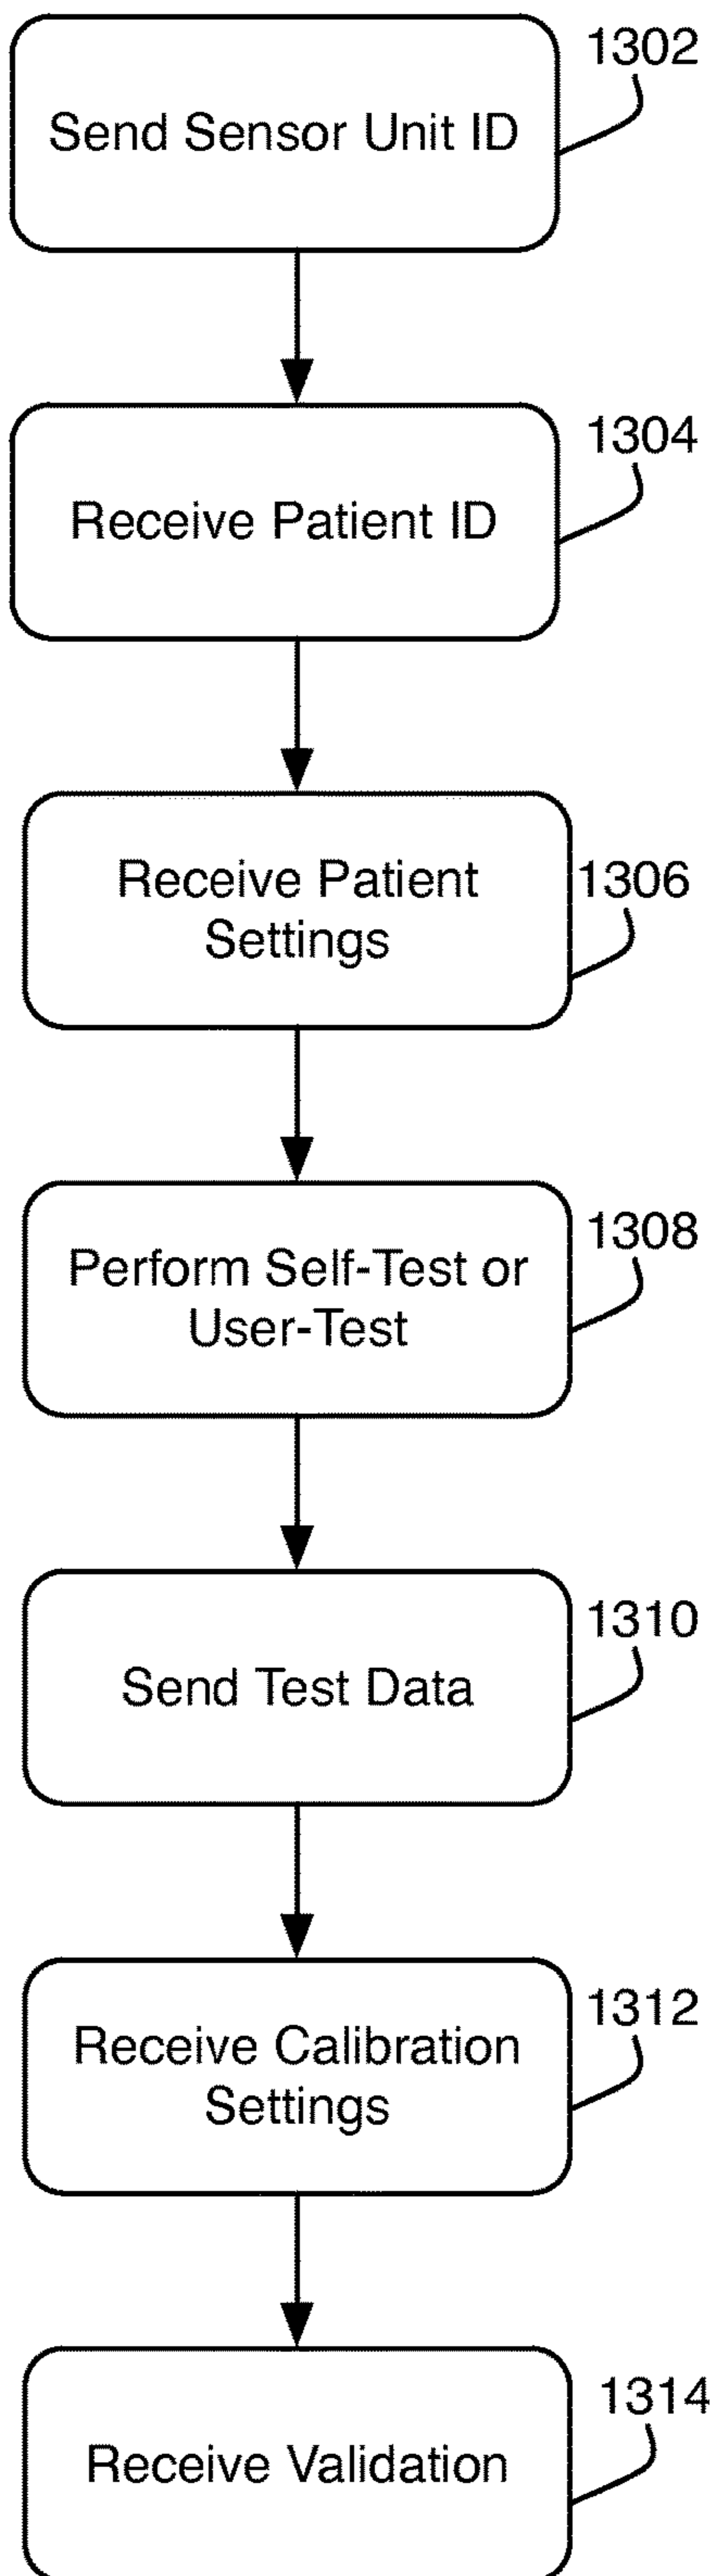 1302
Send Sensor Unit ID
1304
Receive Patient ID
1306
Receive Patient
Settings
1308
Perform Self-Test or
User-Test
1310
Send Test Data
1312
Receive Calibration
Settings
1314
Receive Validation